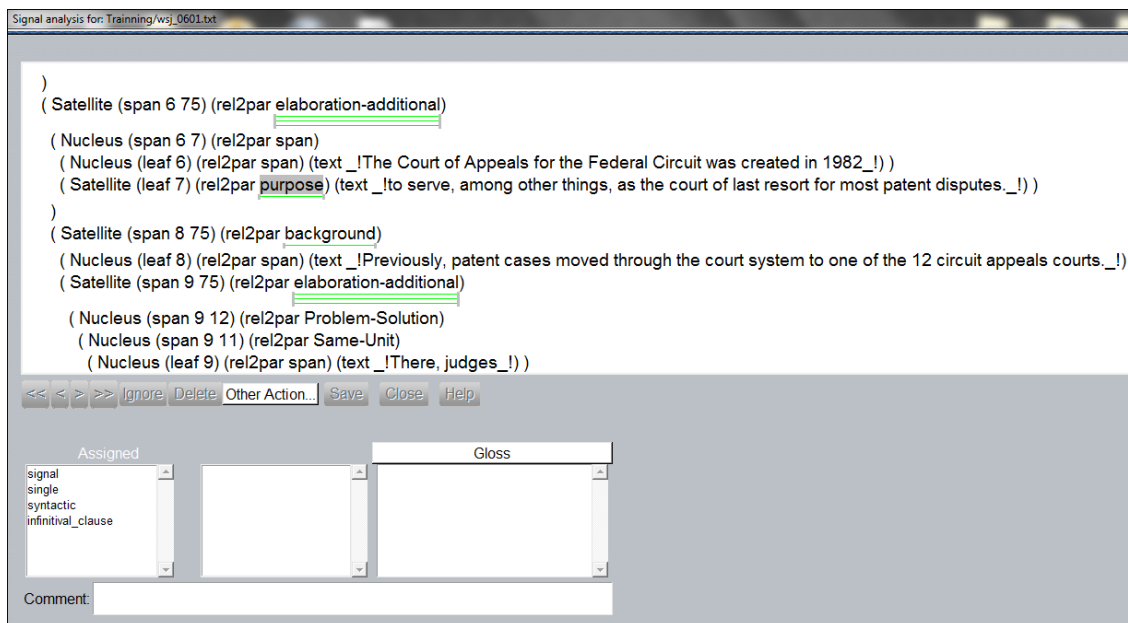 Signal analysis for: Trainning/wsj_0601.txt
)
( Satellite (span 6 75) (rel2par elaboration-additional)
( Nucleus (span 6 7) (rel2par span)
( Nucleus (leaf 6) (rel2par span) (text _!The Court of Appeals for the Federal Circuit was created in 1982_!) )
( Satellite (leaf 7) (rel2par purpose) (text _!to serve, among other things, as the court of last resort for most patent disputes._!) )
)
( Satellite (span 8 75) (rel2par background)
( Nucleus (leaf 8) (rel2par span) (text _!Previously, patent cases moved through the court system to one of the 12 circuit appeals courts._!)
( Satellite (span 9 75) (rel2par elaboration-additional)
( Nucleus (span 9 12) (rel2par Problem-Solution)
( Nucleus (span 9 11) (rel2par Same-Unit)
( Nucleus (leaf 9) (rel2par span) (text _!There, judges_!) )
<< < > >> Ignore Delete Other Action... Save Close Help
Assigned Gloss
signal
single
syntactic
infinitival_clause
Comment: